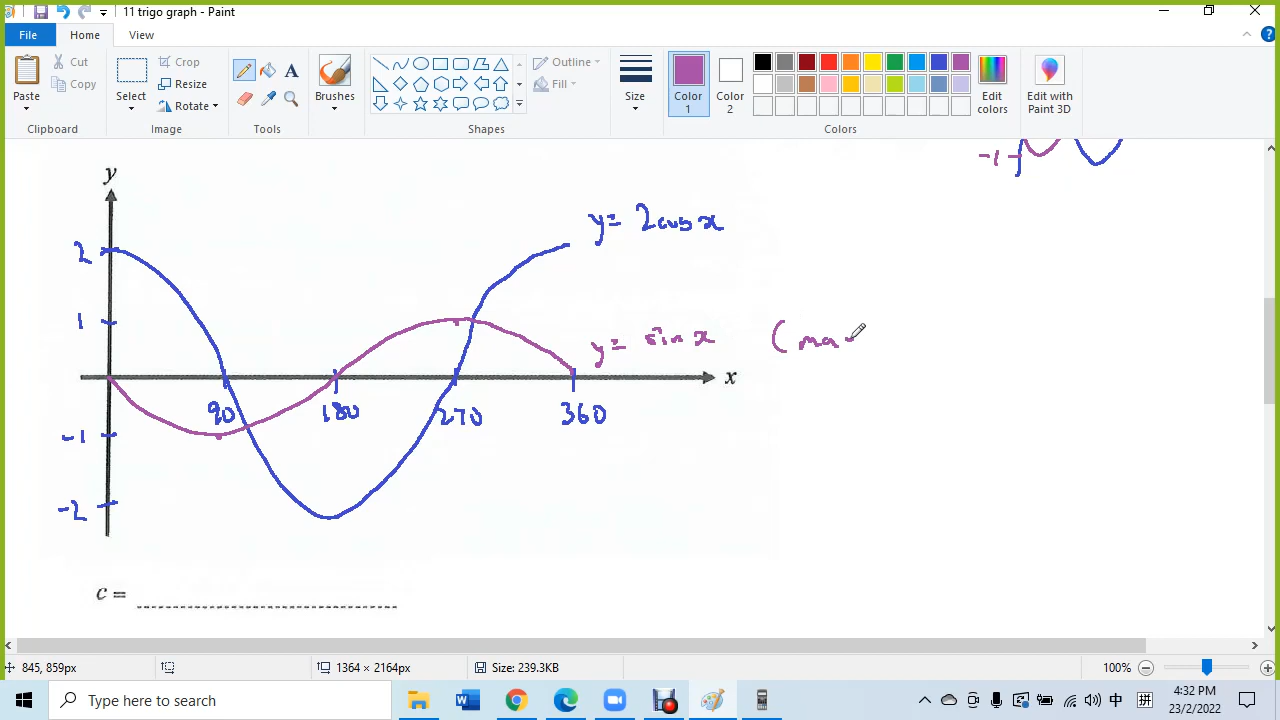 11 trigo graph - Paint
File Home View
Paste
Cut
Copy
Clipboard
Select
Crop
Resize
Rotate
Image
Tools
Brushes
Shapes
Outline
Fill
Size
Color 1
Color 2
Edit colors
Colors
Edit with Paint 3D
-1
y
2
y = 2cos x
1
y = sin x (ma
x
90 180 270 360
-1
-2
c =
845, 859px
1364 × 2164px
Size: 239.3KB
100%
Type here to search
中
拼
4:32 PM
23/2/2022